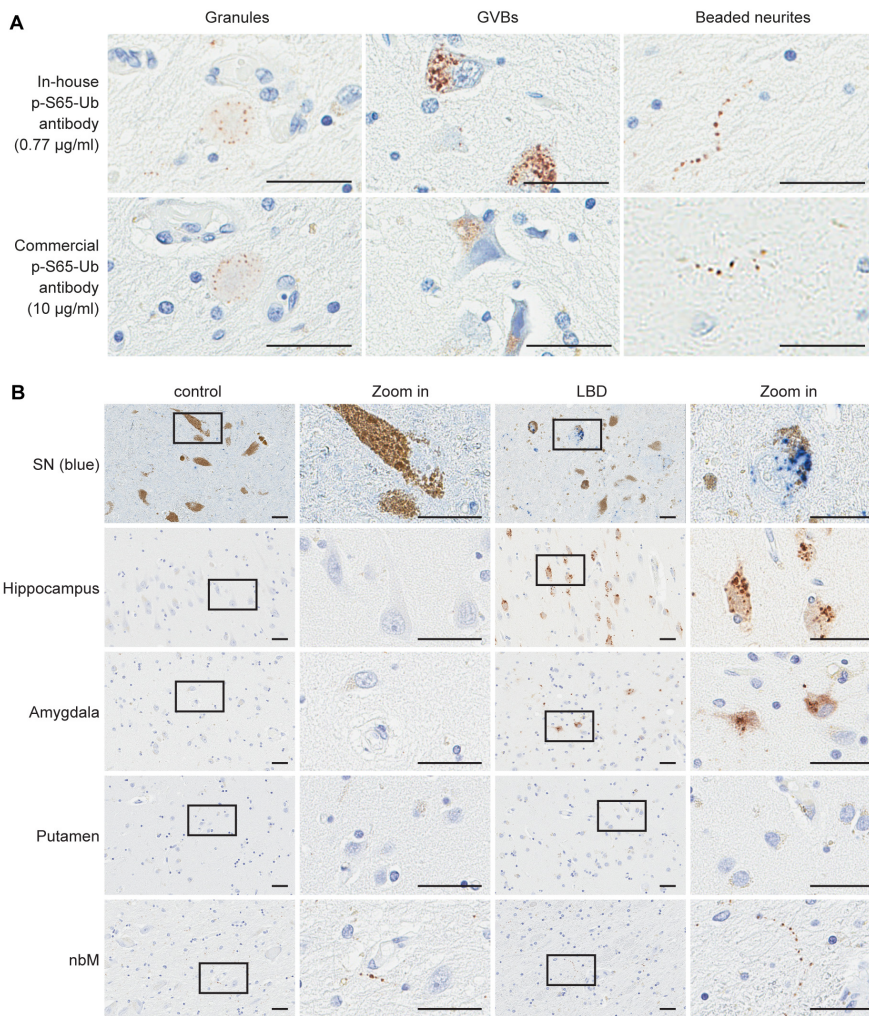 A
Granules
GVBs
Beaded neurites
In-house
p-S65-Ub
antibody
(0.77 µg/ml)
Commercial
p-S65-Ub
antibody
(10 µg/ml)
B
control
Zoom in
LBD
Zoom in
SN (blue)
Hippocampus
Amygdala
Putamen
nbM